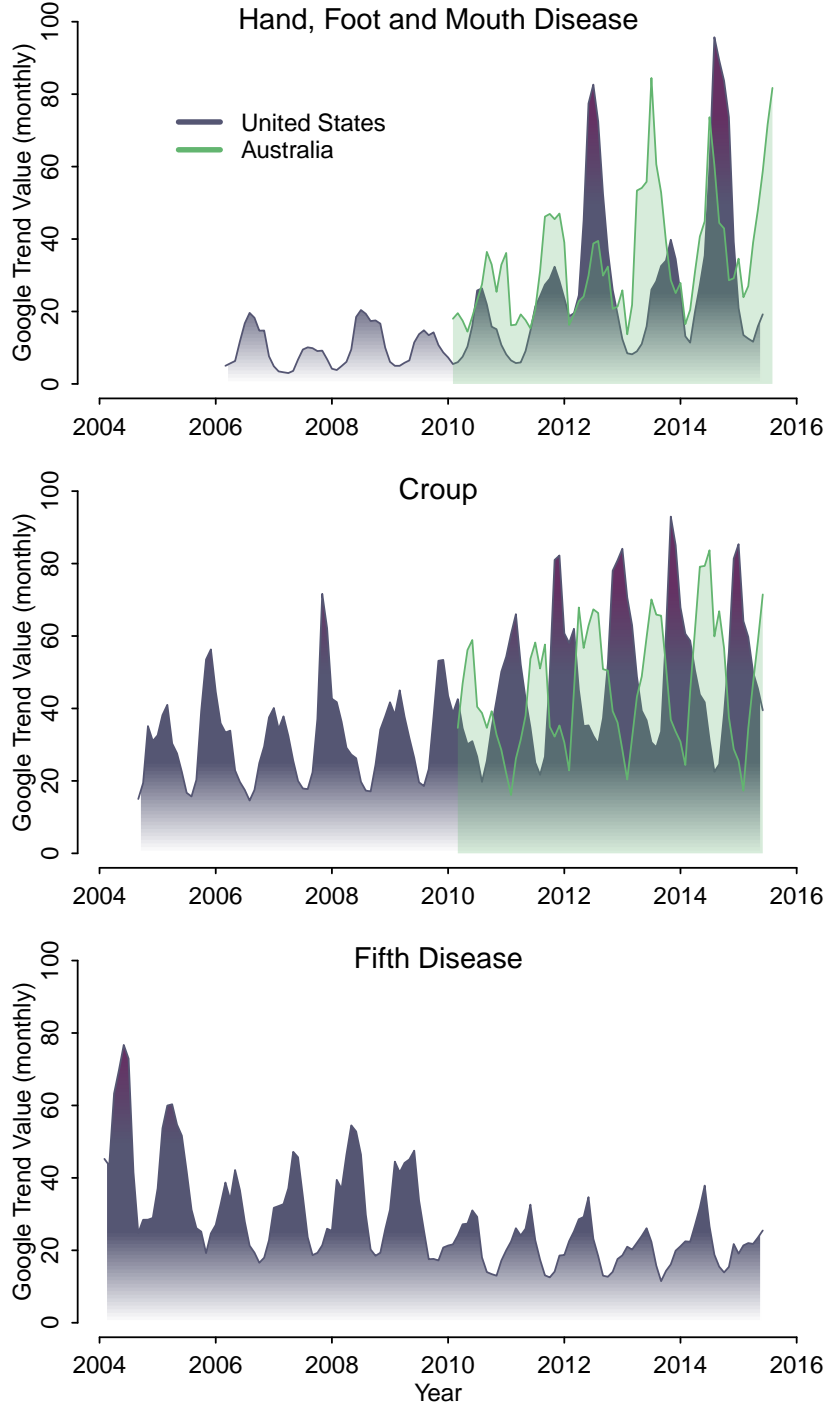 Hand, Foot and Mouth Disease
Google Trend Value (monthly)
100
80
60
40
20
0
United States
Australia
2004 2006 2008 2010 2012 2014 2016
Croup
Google Trend Value (monthly)
100
80
60
40
20
0
2004 2006 2008 2010 2012 2014 2016
Fifth Disease
Google Trend Value (monthly)
100
80
60
40
20
0
2004 2006 2008 2010 2012 2014 2016
Year